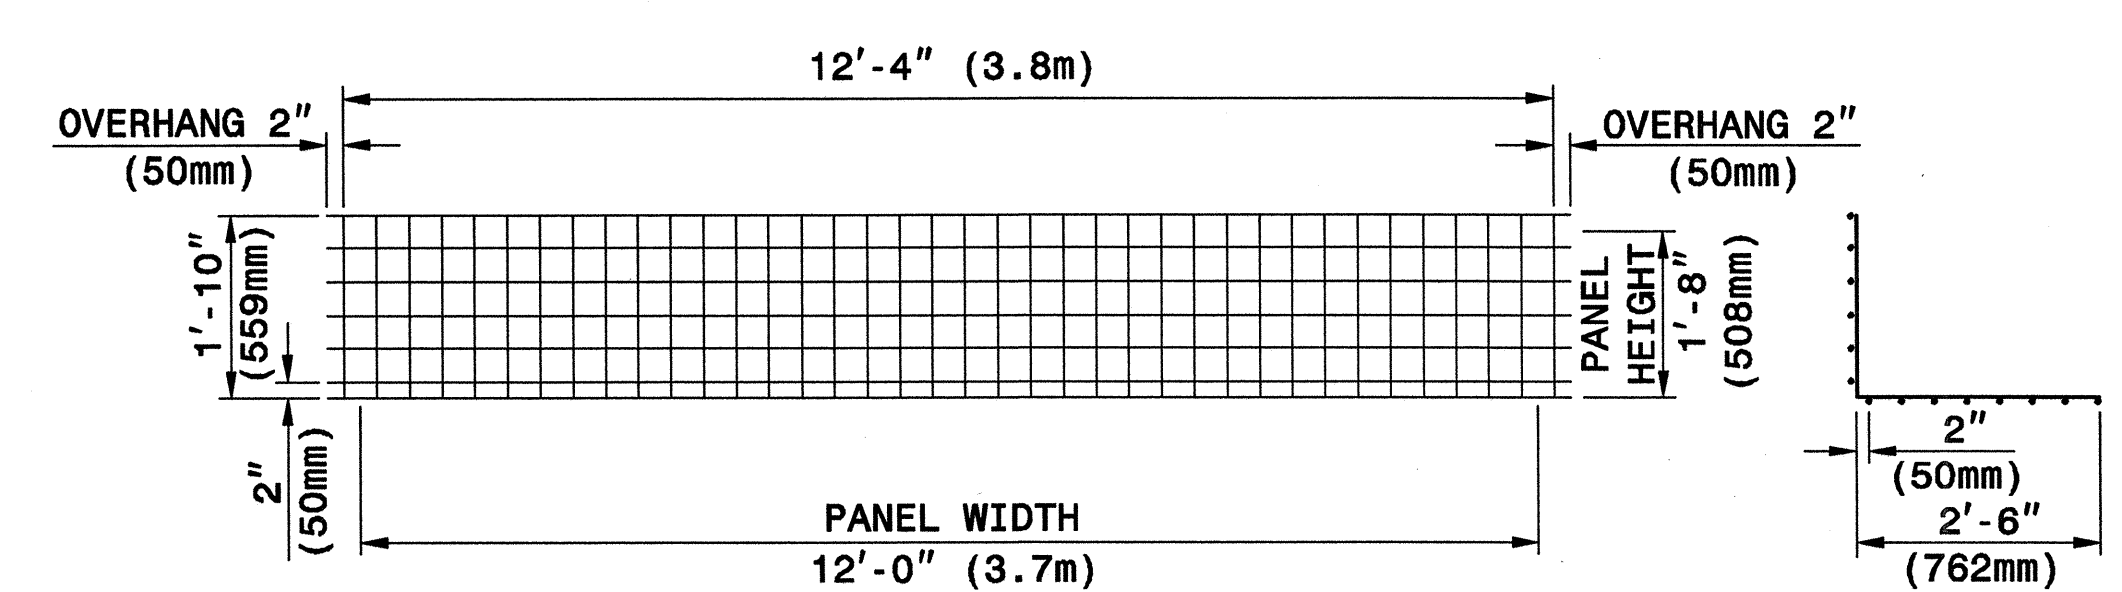 12'-4" (3.8m)
OVERHANG 2"
(50mm)
OVERHANG 2"
(50mm)
1'-10"
(559mm)
2"
(50mm)
PANEL
HEIGHT
1'-8"
(508mm)
PANEL WIDTH
12'-0" (3.7m)
2"
(50mm)
2'-6"
(762mm)